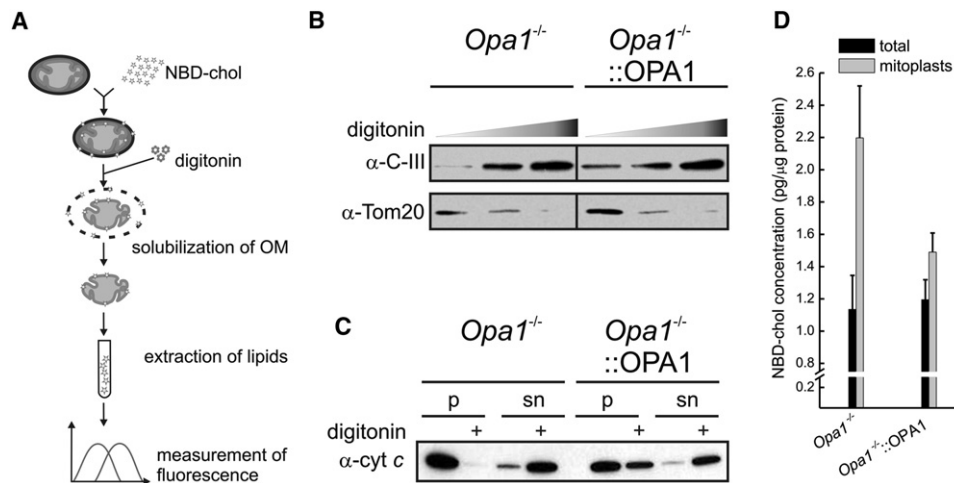 A
NBD-chol
digitonin
solubilization of OM
extraction of lipids
measurement of
fluorescence
B
Opa1-/-
Opa1-/-
::OPA1
digitonin
α-C-III
α-Tom20
C
Opa1-/-
Opa1-/-
::OPA1
p sn p sn
digitonin + + + +
α-cyt c
D
total
mitoplasts
NBD-chol concentration (pg/μg protein)
2.6
2.4
2.2
2.0
1.8
1.6
1.4
1.2
1.0
0.8
0.2
Opa1-/-
Opa1-/-::OPA1